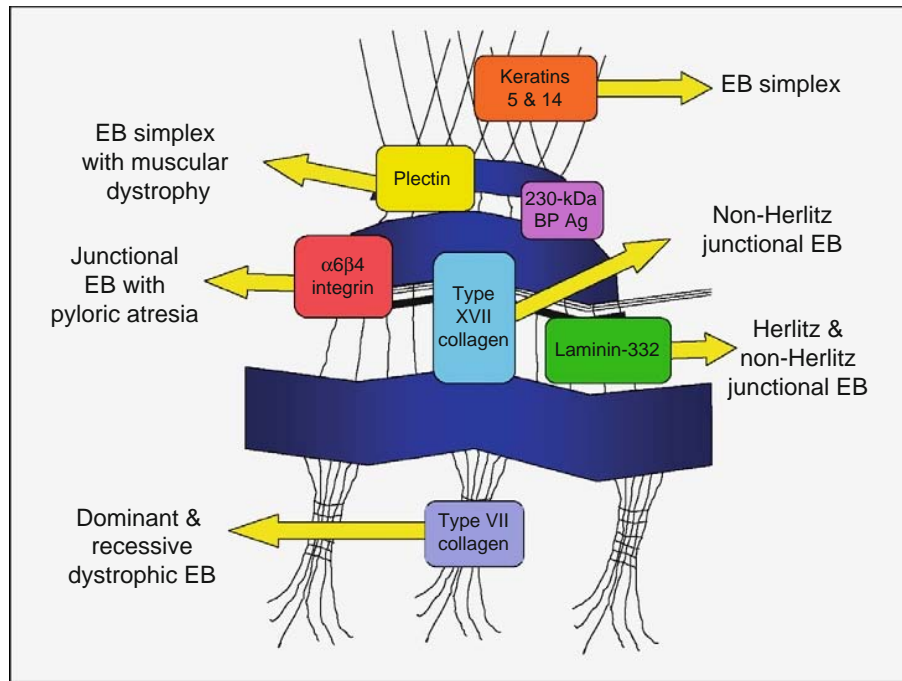 Keratins
5 & 14
EB simplex
EB simplex
with muscular
dystrophy
Plectin
230-kDa
BP Ag
Non-Herlitz
junctional EB
Junctional
EB with
pyloric atresia
α6β4
integrin
Type
XVII
collagen
Laminin-332
Herlitz &
non-Herlitz
junctional EB
Dominant &
recessive
dystrophic EB
Type VII
collagen